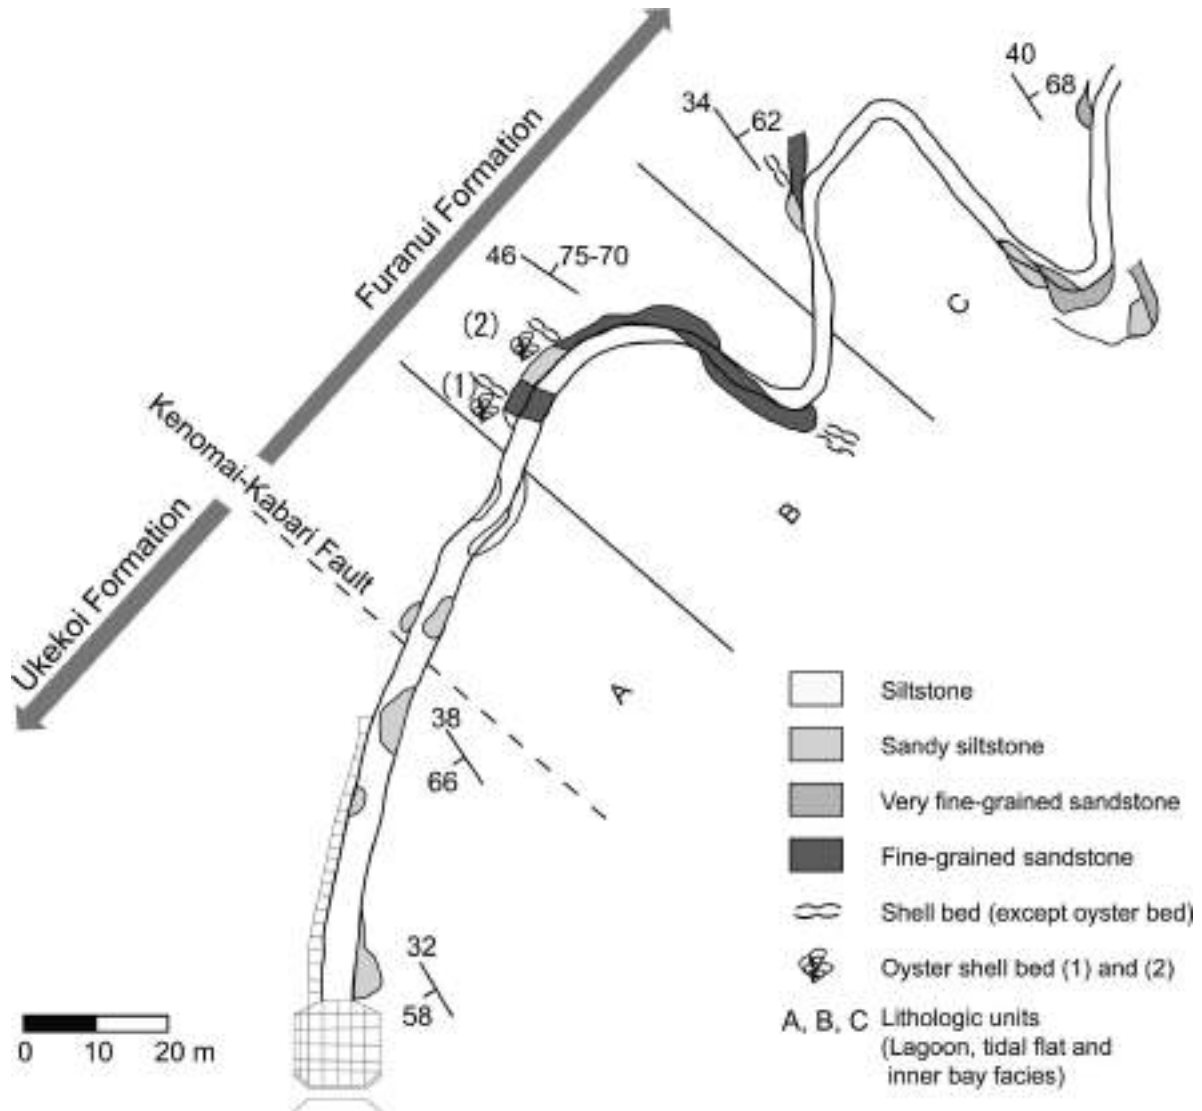 40
68
34
62
Furanui Formation
46
75-70
(2)
(1)
C
Kenomai-Kabari Fault
B
Ukekoi Formation
A
38
66
32
58
0 10 20 m
Siltstone
Sandy siltstone
Very fine-grained sandstone
Fine-grained sandstone
Shell bed (except oyster bed)
Oyster shell bed (1) and (2)
A, B, C Lithologic units
(Lagoon, tidal flat and
inner bay facies)